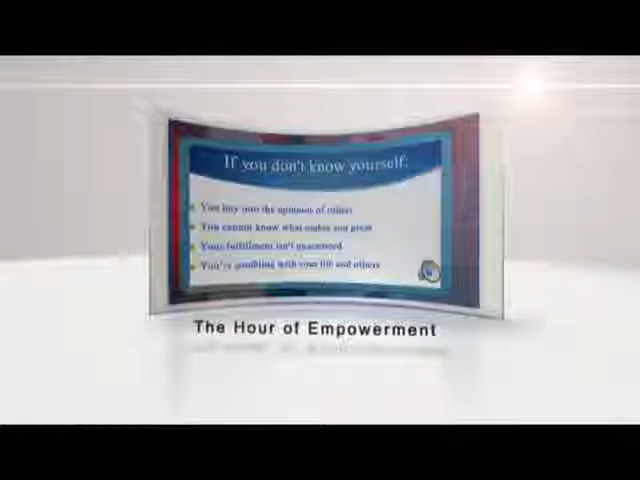 If you don't know yourself:
You buy into the opinions of others
You cannot know what makes you great
Your fulfillment isn't guaranteed
You're gambling with your life and others
The Hour of Empowerment